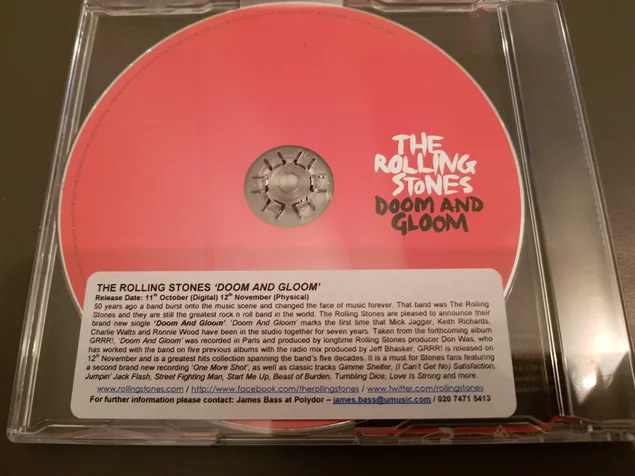 THE
ROLLING
STONES
DOOM AND
GLOOM
THE ROLLING STONES 'DOOM AND GLOOM'
Release Date: 11th October (Digital) 12th November (Physical)
50 years ago a band burst onto the music scene and changed the face of music forever. That band was The Rolling
Stones and they are still the greatest rock n roll band in the world. The Rolling Stones are pleased to announce their
brand new single 'Doom And Gloom'. 'Doom And Gloom' marks the first time that Mick Jagger, Keith Richards,
Charlie Watts and Ronnie Wood have been in the studio together for seven years. Taken from the forthcoming album
GRRR!, 'Doom And Gloom' was recorded in Paris and produced by longtime Rolling Stones producer Don Was, who
has worked with the band on five previous albums with the radio mix produced by Jeff Bhasker. GRRR! is released on
12th November and is a greatest hits collection spanning the band's five decades. It is a must for Stones fans featuring
a second brand new recording 'One More Shot', as well as classic tracks Gimme Shelter, (I Can't Get No) Satisfaction,
Jumpin' Jack Flash, Street Fighting Man, Start Me Up, Beast of Burden, Tumbling Dice, Love Is Strong and more.
www.rollingstones.com / http://www.facebook.com/therollingstones / www.twitter.com/rollingstones
For further information please contact: James Bass at Polydor – james.bass@umusic.com / 020 7471 5413